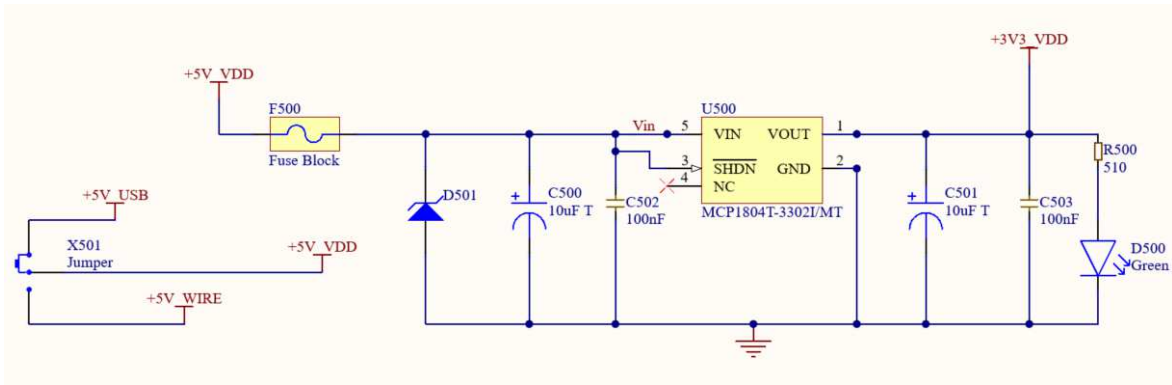 +3V3_VDD
+5V_VDD
F500
Fuse Block
U500
Vin
5
VIN
VOUT
1
3
SHDN
GND
2
4
NC
MCP1804T-3302I/MT
R500
510
D501
C500
10uF T
C502
100nF
C501
10uF T
C503
100nF
+5V_USB
X501
Jumper
+5V_VDD
+5V_WIRE
D500
Green
+
+